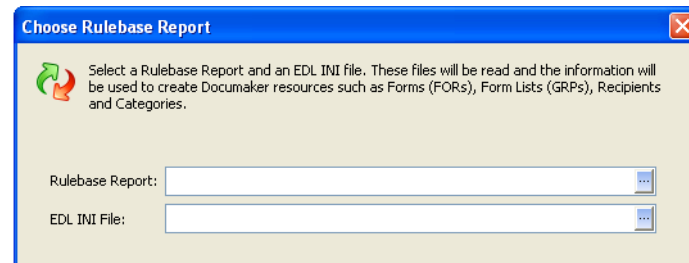 Choose Rulebase Report
Select a Rulebase Report and an EDL INI file. These files will be read and the information will
be used to create Documaker resources such as Forms (FORs), Form Lists (GRPs), Recipients
and Categories.
Rulebase Report:
...
EDL INI File:
...